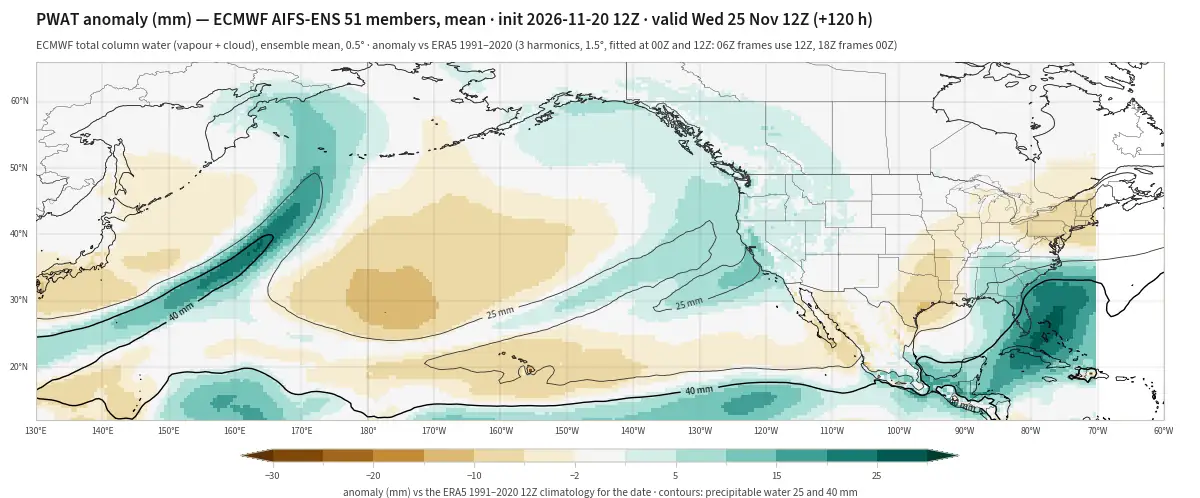 PWAT anomaly (mm) — ECMWF AIFS-ENS 51 members, mean · init 2026-11-20 12Z · valid Wed 25 Nov 12Z (+120 h)
ECMWF total column water (vapour + cloud), ensemble mean, 0.5° · anomaly vs ERA5 1991–2020 (3 harmonics, 1.5°, fitted at 00Z and 12Z: 06Z frames use 12Z, 18Z frames 00Z)
60°N
50°N
40°N
30°N
20°N
40 mm
25 mm
25 mm
40 mm
130°E 140°E 150°E 160°E 170°E 180° 170°W 160°W 150°W 140°W 130°W 120°W 110°W 100°W 90°W 80°W 70°W 60°W
−30 −20 −10 −2 5 15 25
anomaly (mm) vs the ERA5 1991–2020 12Z climatology for the date · contours: precipitable water 25 and 40 mm